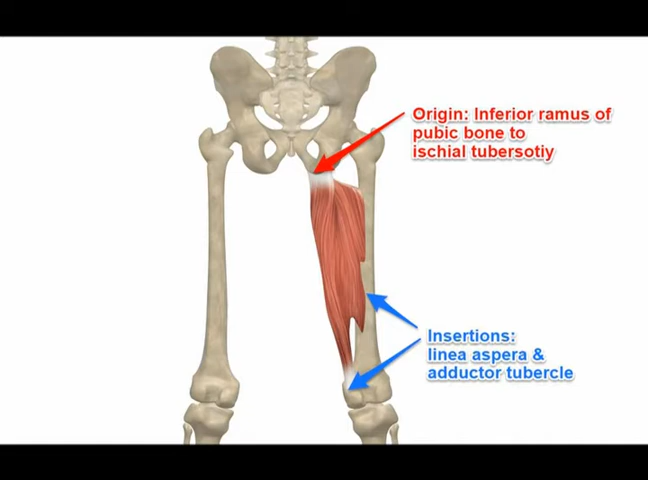 Origin: Inferior ramus of
pubic bone to
ischial tubersotiy
Insertions:
linea aspera &
adductor tubercle